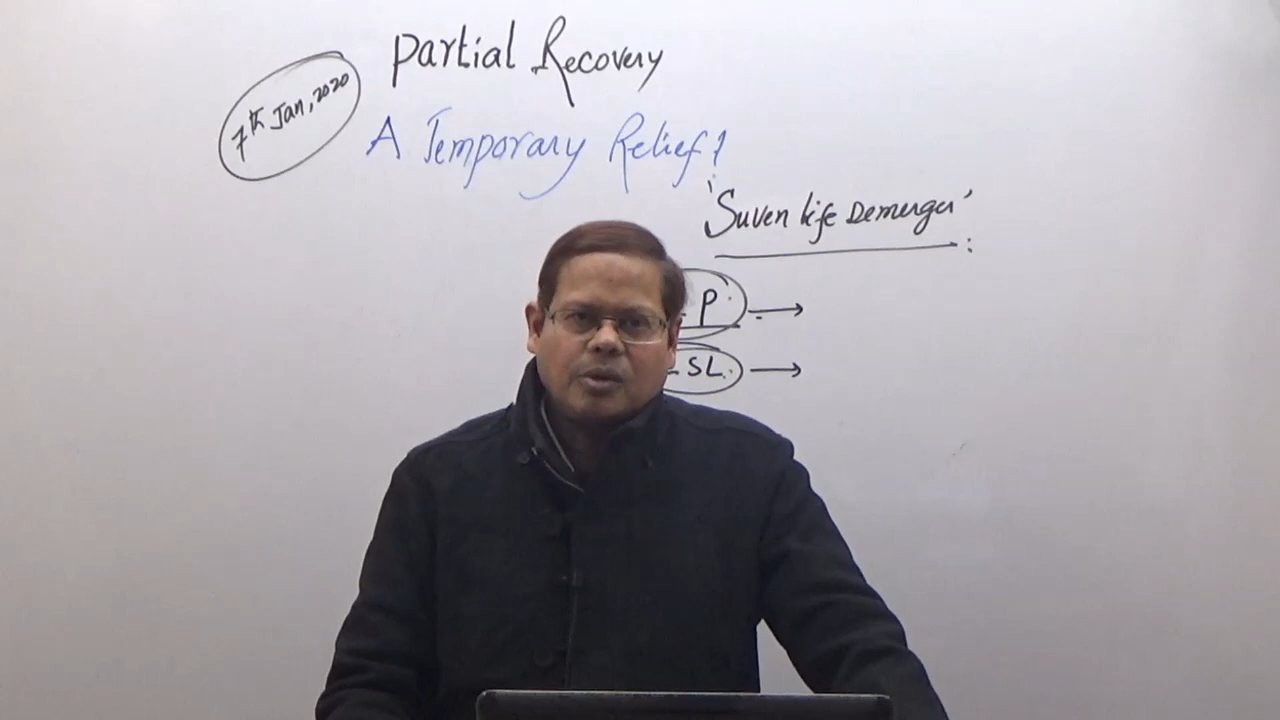 Partial Recovery
7th Jan, 2020
A Temporary Relief?
'Suven life Demerger' :
P →
SL →